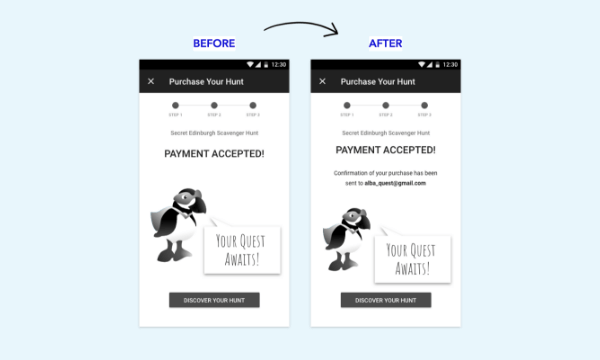 BEFORE
AFTER
12:30
Purchase Your Hunt
STEP 1 STEP 2 STEP 3
Secret Edinburgh Scavenger Hunt
PAYMENT ACCEPTED!
YOUR QUEST
AWAITS!
DISCOVER YOUR HUNT
12:30
Purchase Your Hunt
STEP 1 STEP 2 STEP 3
Secret Edinburgh Scavenger Hunt
PAYMENT ACCEPTED!
Confirmation of your purchase has been
sent to alba_quest@gmail.com
YOUR QUEST
AWAITS!
DISCOVER YOUR HUNT